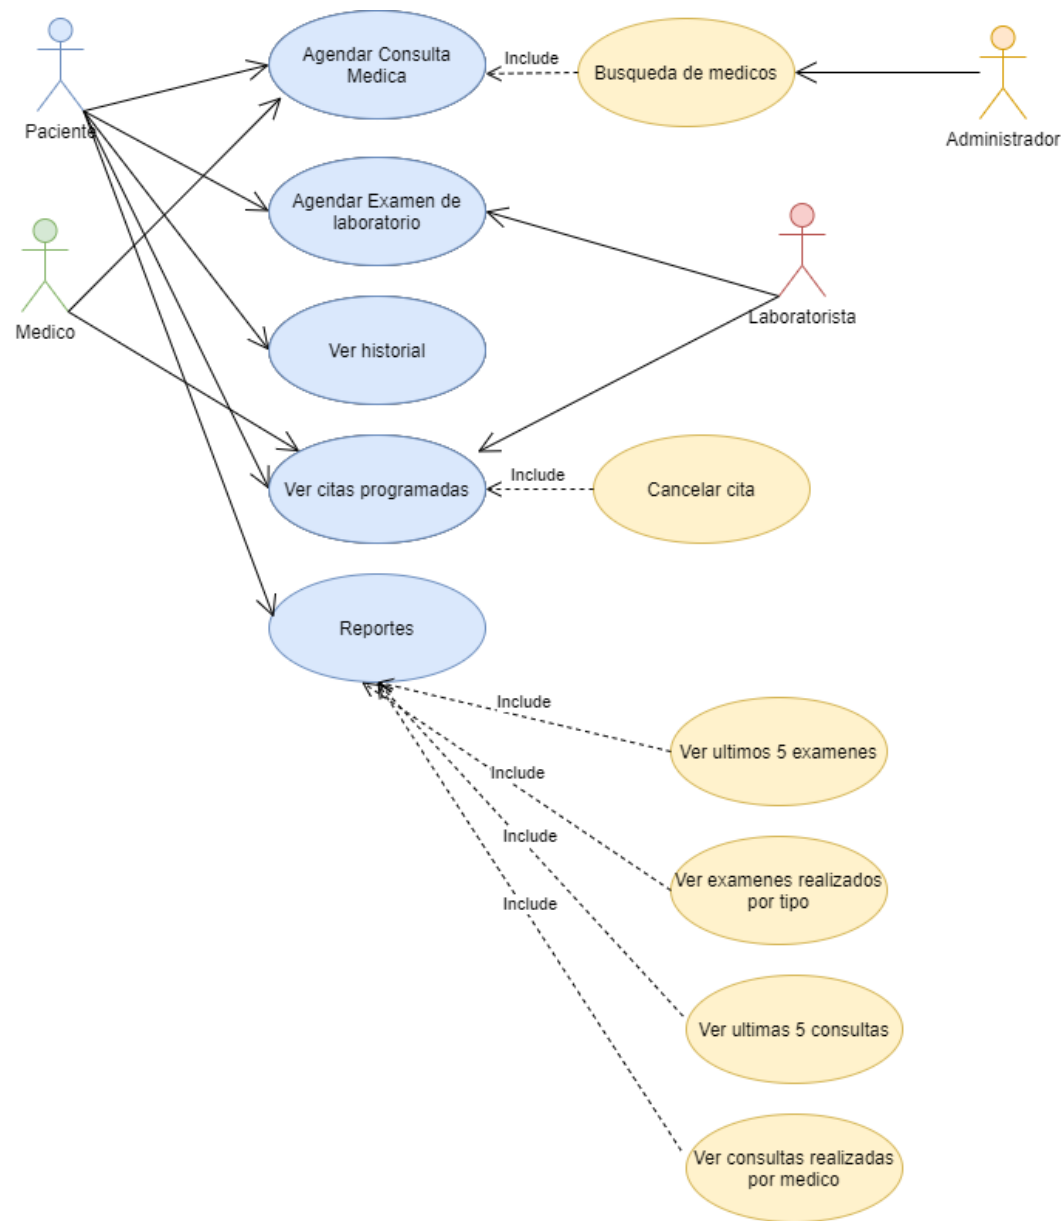 Agendar Consulta
Medica
Include
Busqueda de medicos
Paciente
Administrador
Agendar Examen de
laboratorio
Medico
Laboratorista
Ver historial
Ver citas programadas
Include
Cancelar cita
Reportes
Include
Ver ultimos 5 examenes
Include
Include
Ver examenes realizados
por tipo
Include
Ver ultimas 5 consultas
Ver consultas realizadas
por medico